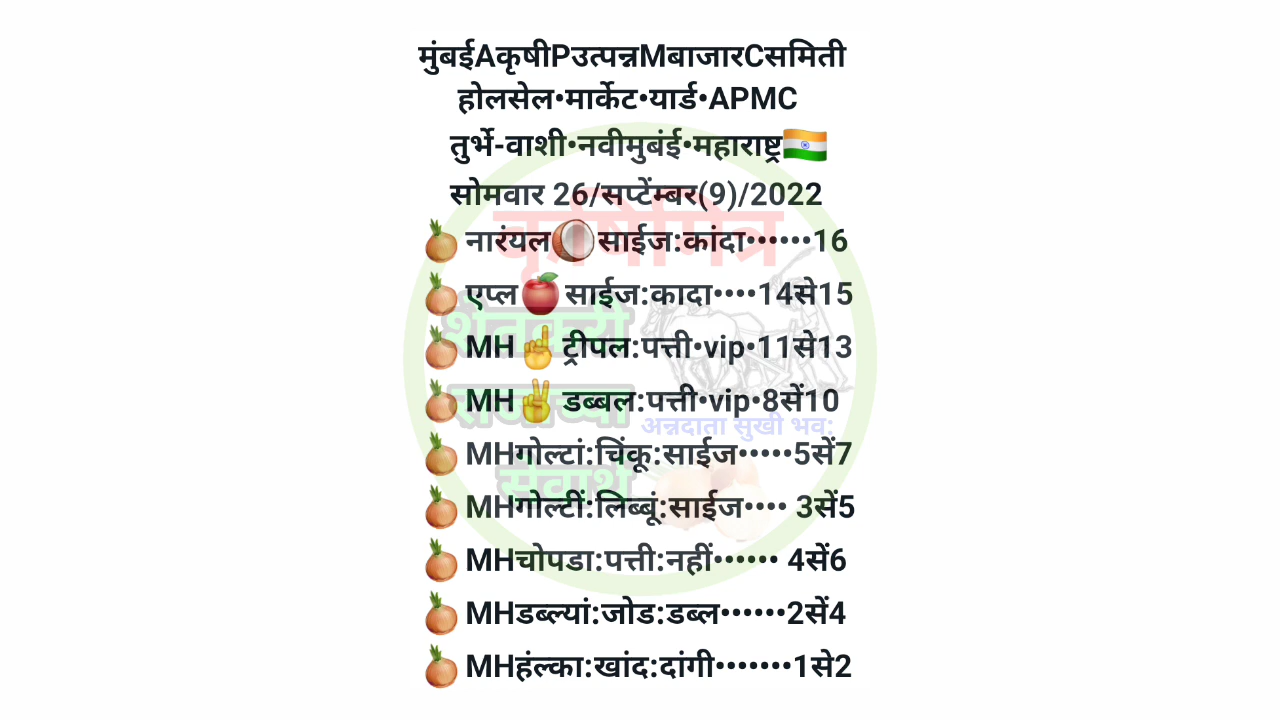 मुंबईAकृषीPउत्पन्नMबाजारCसमिती
होलसेल•मार्केट•यार्ड•APMC
तुर्भे-वाशी•नवीमुबंई•महाराष्ट्र🇮🇳
सोमवार 26/सप्टेंम्बर(9)/2022
कृषिमित्र
🧅नारंयल🥥साईज:कांदा••••••16
🧅एप्ल🍎साईज:कादा••••14से15
शेतकरी
🧅MH☝ट्रीपल:पत्ती•vip•11से13
🧅MH✌डब्बल:पत्ती•vip•8सें10
राजाच्या
अन्नदाता सुखी भव:
🧅MHगोल्टां:चिंकू:साईज•••••5सें7
सेवार्थ
🧅MHगोल्टीं:लिब्बूं:साईज•••• 3सें5
🧅MHचोपडा:पत्ती:नहीं•••••• 4सें6
🧅MHडब्ल्यां:जोड:डब्ल••••••2सें4
🧅MHहंल्का:खांद:दांगी•••••••1से2